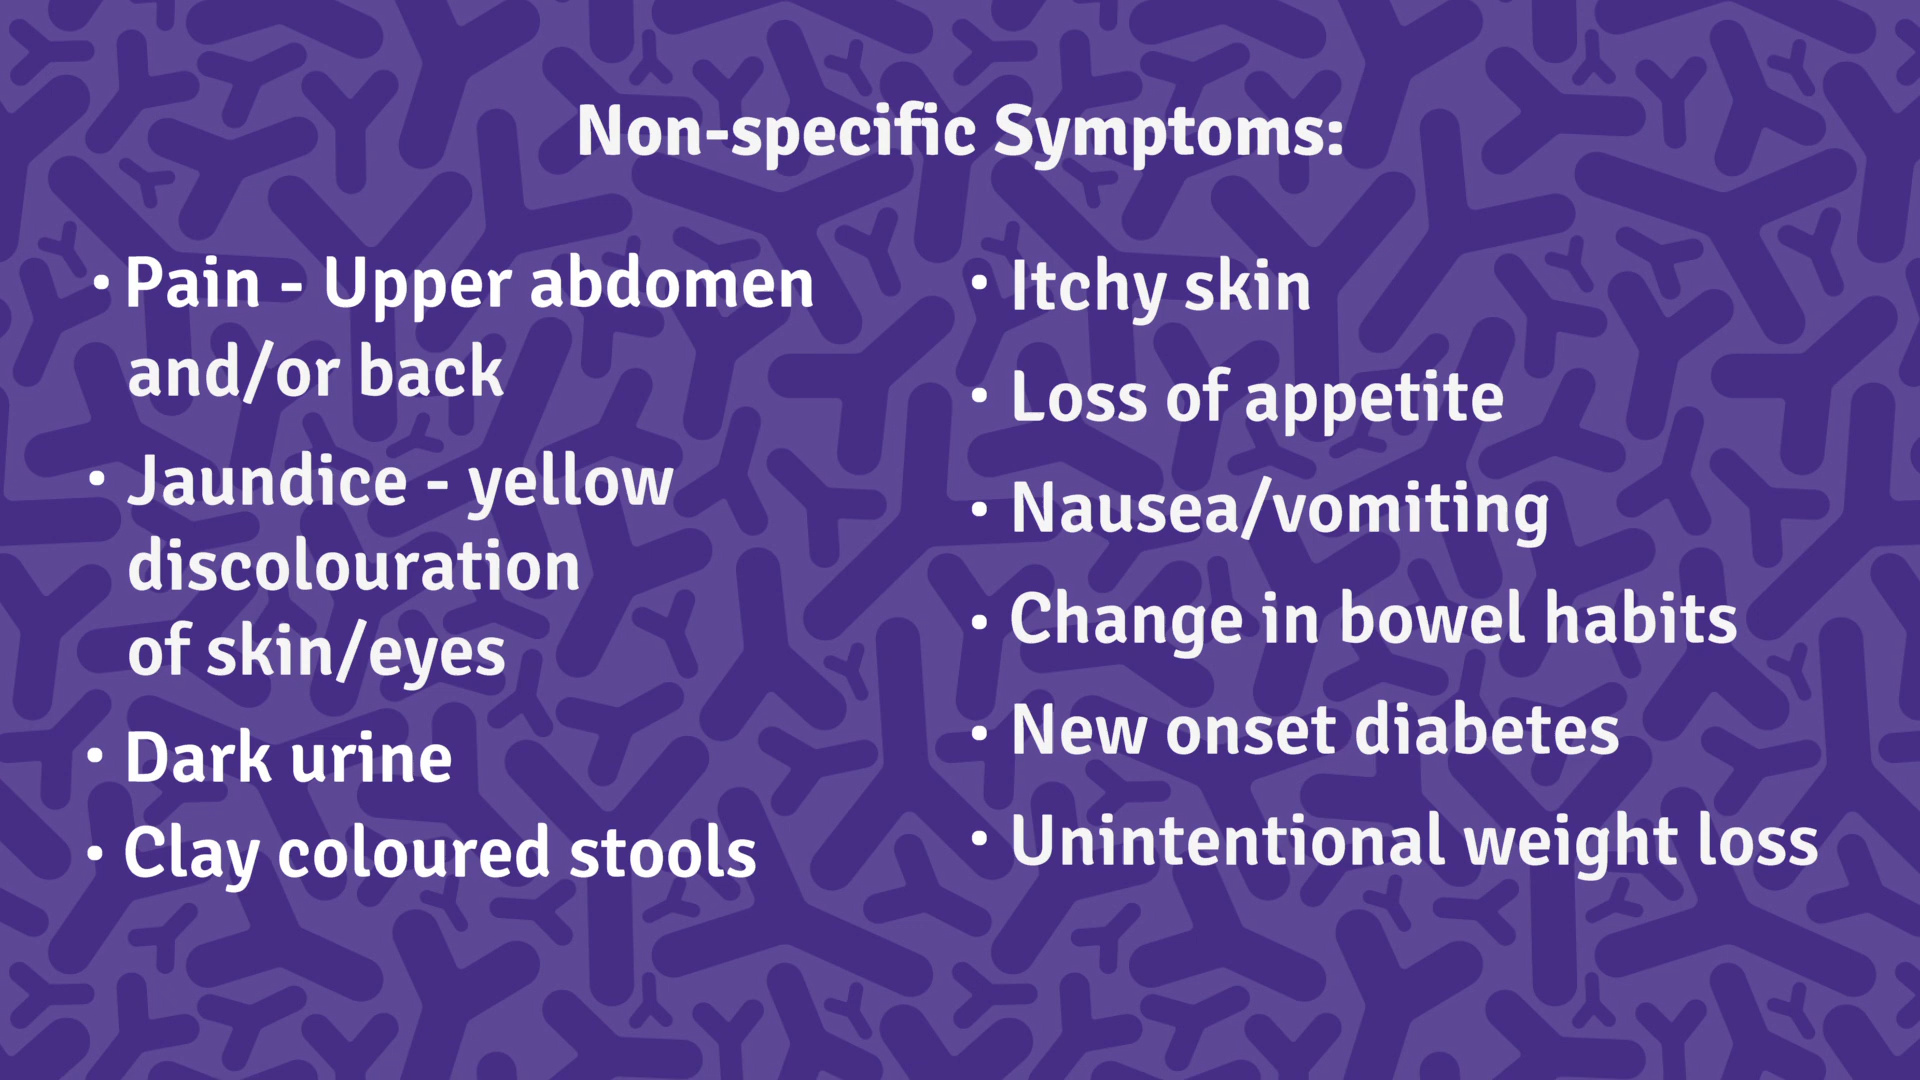 Non-specific Symptoms:
• Pain - Upper abdomen
and/or back
• Jaundice - yellow
discolouration
of skin/eyes
• Dark urine
• Clay coloured stools
• Itchy skin
• Loss of appetite
• Nausea/vomiting
• Change in bowel habits
• New onset diabetes
• Unintentional weight loss